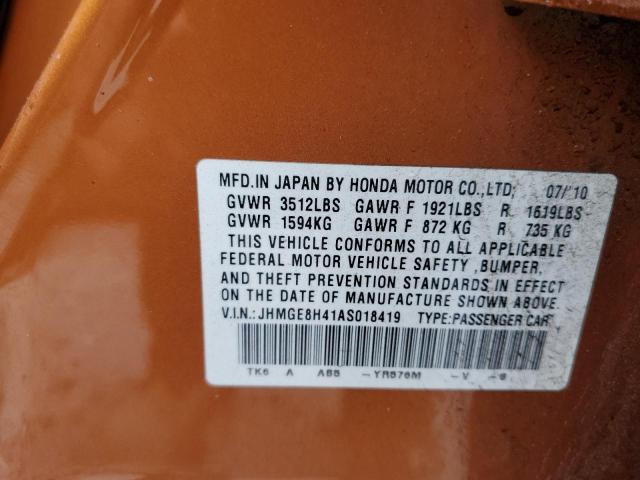 MFD.IN JAPAN BY HONDA MOTOR CO.,LTD; 07/'10
GVWR 3512LBS GAWR F 1921LBS R 1619LBS
GVWR 1594KG GAWR F 872 KG R 735 KG
THIS VEHICLE CONFORMS TO ALL APPLICABLE
FEDERAL MOTOR VEHICLE SAFETY ,BUMPER,
AND THEFT PREVENTION STANDARDS IN EFFECT
ON THE DATE OF MANUFACTURE SHOWN ABOVE.
V.I.N.:JHMGE8H41AS018419 TYPE:PASSENGER CAR
TK6 A ABS -YR576M -V